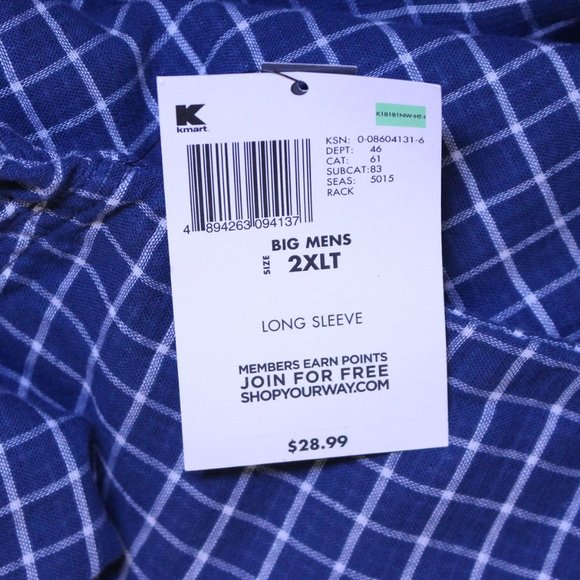 K
kmart
K18181NW-HT-
KSN: 0-08604131-6
DEPT: 46
CAT: 61
SUBCAT:83
SEAS: 5015
RACK
4 894263 094137
BIG MENS
SIZE 2XLT
LONG SLEEVE
MEMBERS EARN POINTS
JOIN FOR FREE
SHOPYOURWAY.COM
$28.99